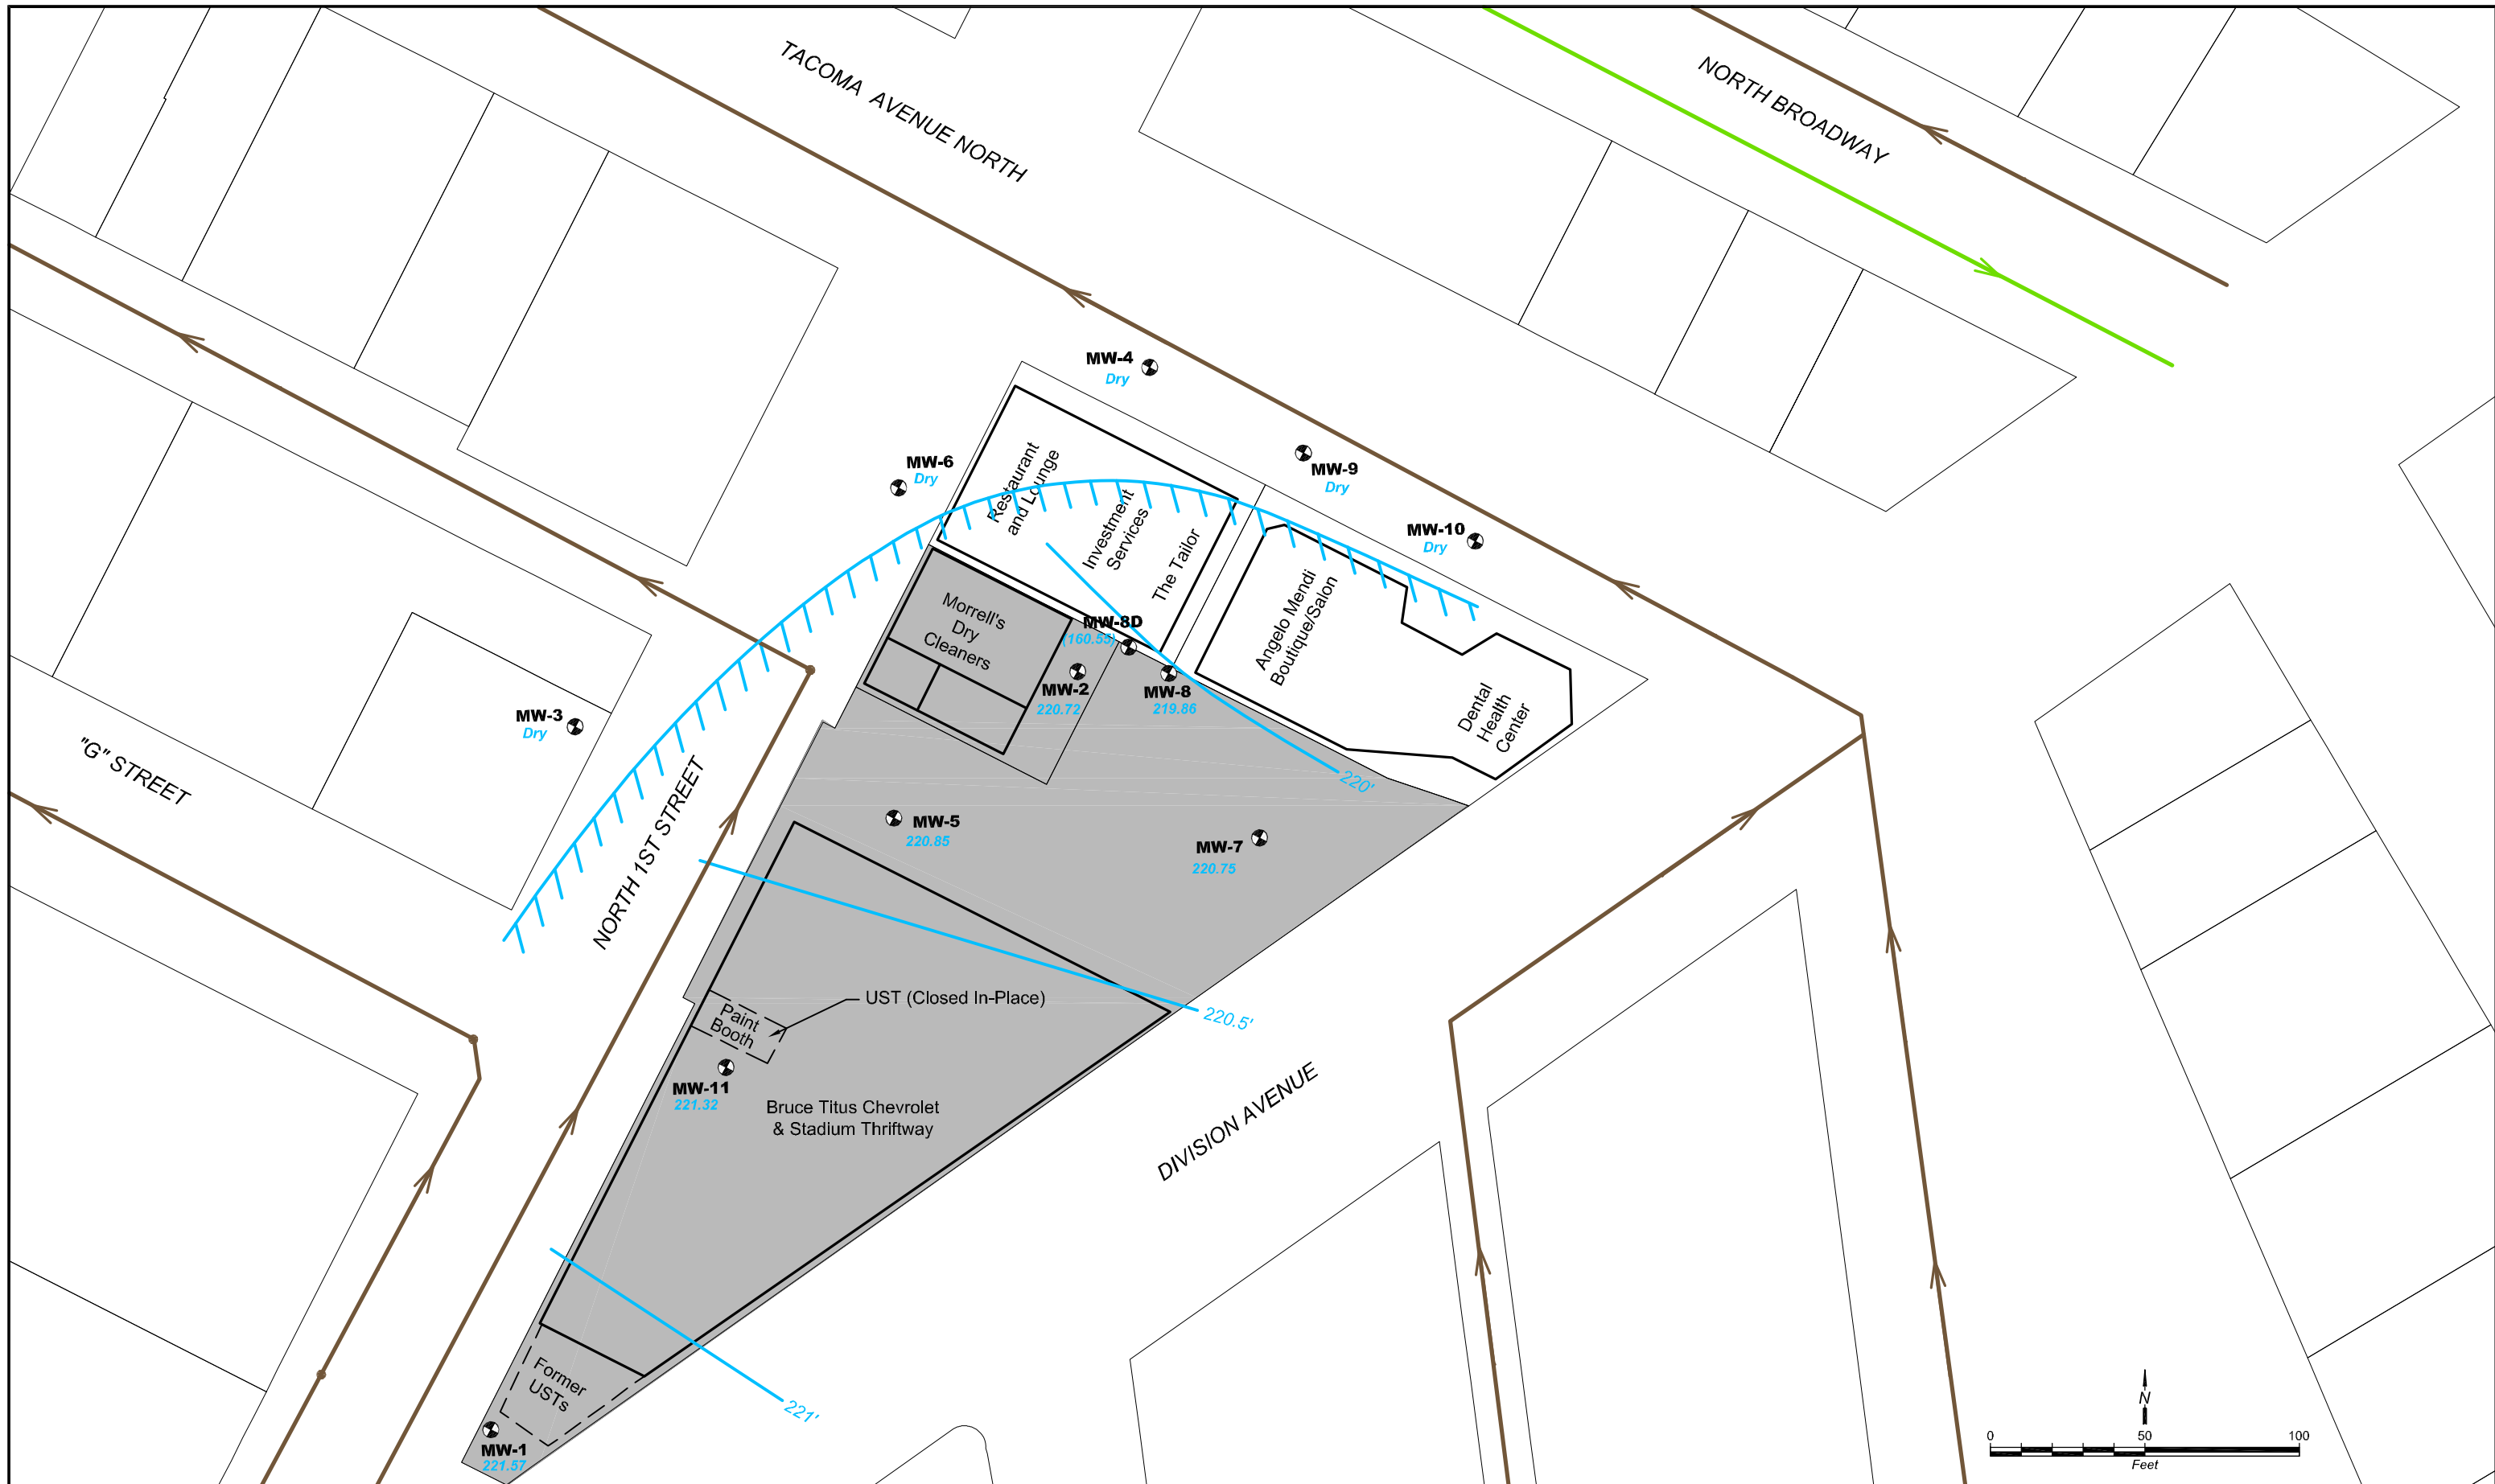 TACOMA AVENUE NORTH
NORTH BROADWAY
MW-4
Dry
MW-6
Dry
MW-9
Dry
MW-10
Dry
Restaurant
and Lounge
Investment
Services
The Tailor
Angelo Mendi
Boutique/Salon
Dental
Health
Center
Morrell's
Dry
Cleaners
MW-8D
(160.55)
MW-2
220.72
MW-8
219.86
MW-3
Dry
"G" STREET
NORTH 1ST STREET
220'
MW-5
220.85
MW-7
220.75
UST (Closed In-Place)
Paint
Booth
220.5'
MW-11
221.32
Bruce Titus Chevrolet
& Stadium Thriftway
DIVISION AVENUE
Former
USTs
221'
MW-1
221.57
N
0 50 100
Feet